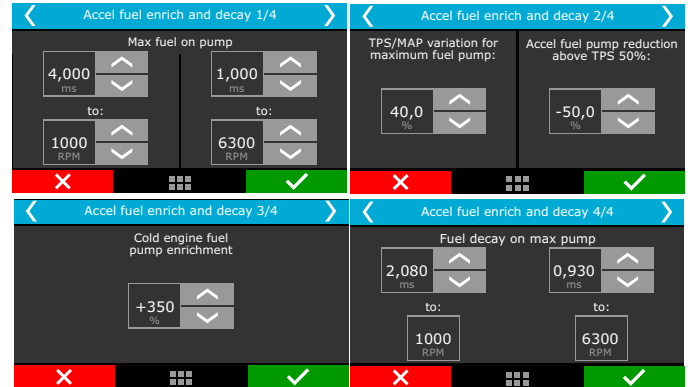 Accel fuel enrich and decay 1/4
Max fuel on pump
4,000
ms
1,000
ms
to:
to:
1000
RPM
6300
RPM
Accel fuel enrich and decay 2/4
TPS/MAP variation for
maximum fuel pump:
40,0
%
Accel fuel pump reduction
above TPS 50%:
-50,0
%
Accel fuel enrich and decay 3/4
Cold engine fuel
pump enrichment
+350
%
Accel fuel enrich and decay 4/4
Fuel decay on max pump
2,080
ms
0,930
ms
to:
to:
1000
RPM
6300
RPM